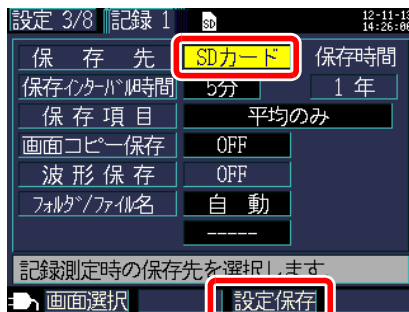 設定 3/8 記録 1 SD 12-11-13
14:26:0
保存先 SDカード 保存時間
保存インターバル時間 5分 1 年
保存項目 平均のみ
画面コピー保存 OFF
波形保存 OFF
フォルダ/ファイル名 自動
-----
記録測定時の保存先を選択します
画面選択 設定保存